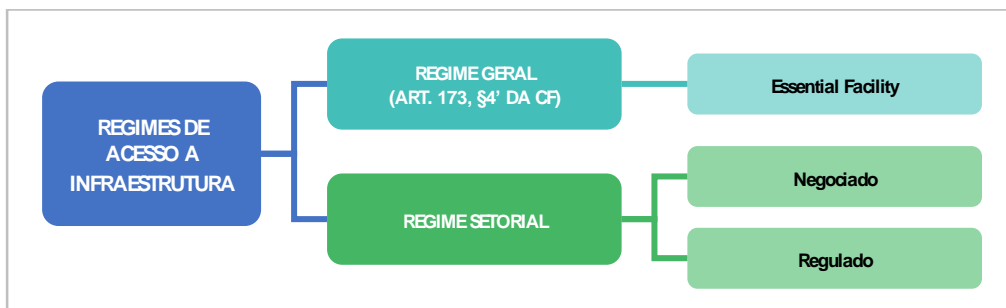 REGIMES DE
ACESSO A
INFRAESTRUTURA
REGIME GERAL
(ART. 173, §4' DA CF)
Essential Facility
REGIME SETORIAL
Negociado
Regulado